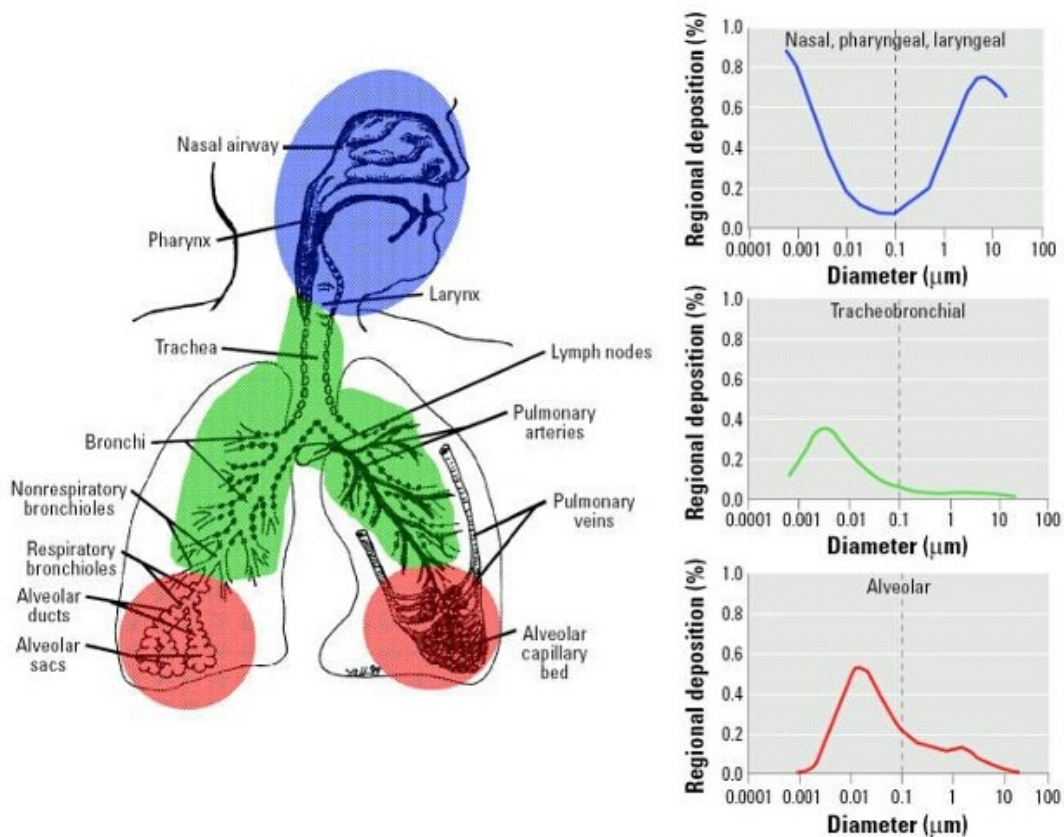 Nasal airway
Pharynx
Larynx
Trachea
Lymph nodes
Bronchi
Pulmonary
arteries
Nonrespiratory
bronchioles
Pulmonary
veins
Respiratory
bronchioles
Alveolar
ducts
Alveolar
sacs
Alveolar
capillary
bed
Regional deposition (%)
1.0
0.8
0.6
0.4
0.2
0.0
Nasal, pharyngeal, laryngeal
0.0001 0.001 0.01 0.1 1 10 100
Diameter (μm)
Regional deposition (%)
1.0
0.8
0.6
0.4
0.2
0.0
Tracheobronchial
0.0001 0.001 0.01 0.1 1 10 100
Diameter (μm)
Regional deposition (%)
1.0
0.8
0.6
0.4
0.2
0.0
Alveolar
0.0001 0.001 0.01 0.1 1 10 100
Diameter (μm)